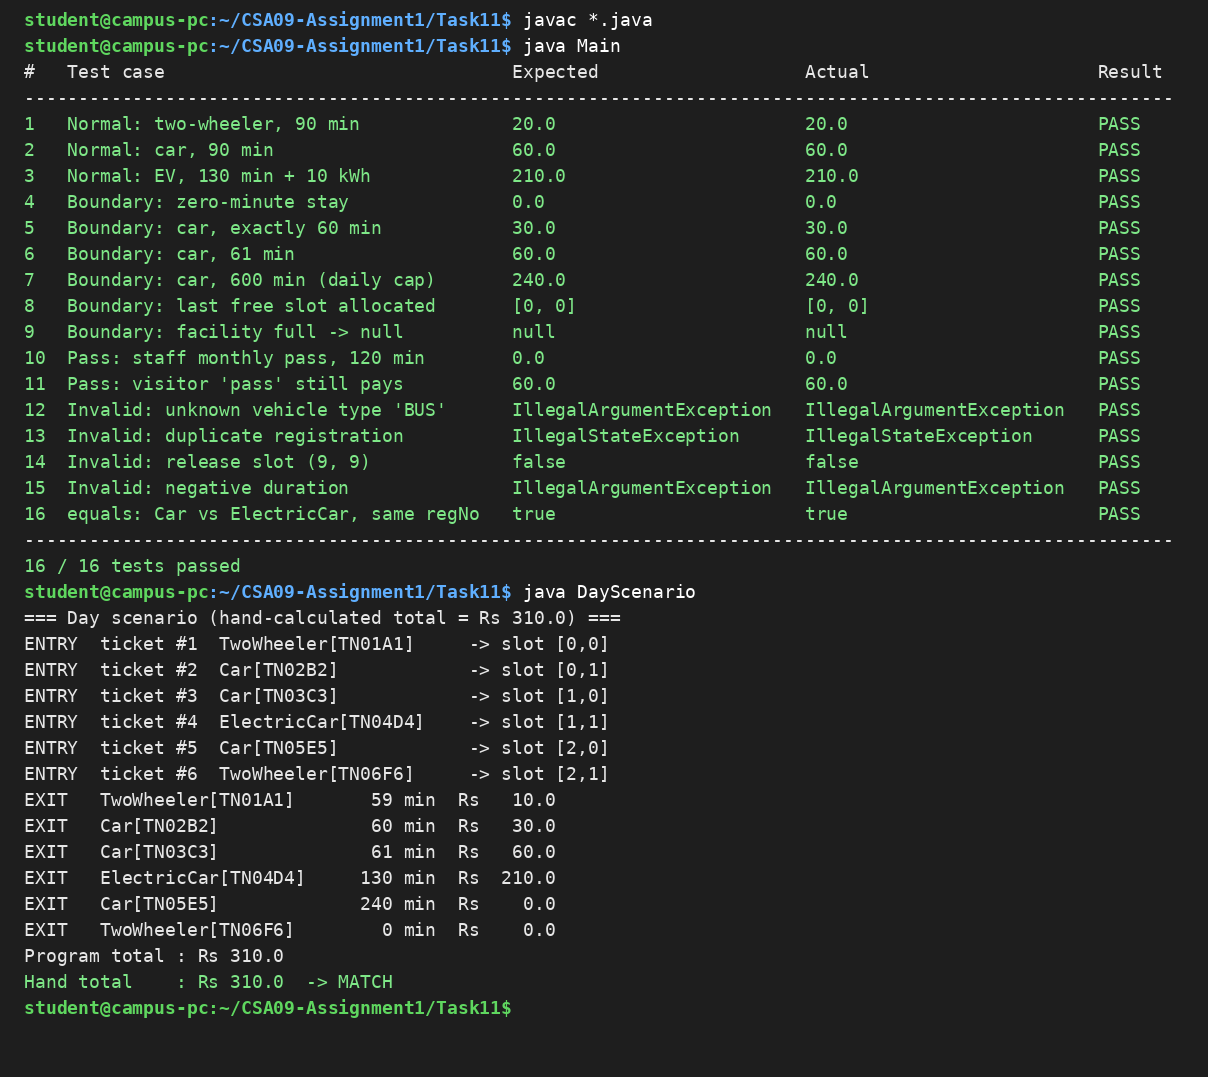 student@campus-pc:~/CSA09-Assignment1/Task11$ javac *.java
student@campus-pc:~/CSA09-Assignment1/Task11$ java Main
#   Test case                                Expected                   Actual                     Result
----------------------------------------------------------------------------------------------------------
1   Normal: two-wheeler, 90 min              20.0                       20.0                       PASS
2   Normal: car, 90 min                      60.0                       60.0                       PASS
3   Normal: EV, 130 min + 10 kWh             210.0                      210.0                      PASS
4   Boundary: zero-minute stay               0.0                        0.0                        PASS
5   Boundary: car, exactly 60 min            30.0                       30.0                       PASS
6   Boundary: car, 61 min                    60.0                       60.0                       PASS
7   Boundary: car, 600 min (daily cap)       240.0                      240.0                      PASS
8   Boundary: last free slot allocated       [0, 0]                     [0, 0]                     PASS
9   Boundary: facility full -> null          null                       null                       PASS
10  Pass: staff monthly pass, 120 min        0.0                        0.0                        PASS
11  Pass: visitor 'pass' still pays          60.0                       60.0                       PASS
12  Invalid: unknown vehicle type 'BUS'      IllegalArgumentException   IllegalArgumentException   PASS
13  Invalid: duplicate registration          IllegalStateException      IllegalStateException      PASS
14  Invalid: release slot (9, 9)             false                      false                      PASS
15  Invalid: negative duration               IllegalArgumentException   IllegalArgumentException   PASS
16  equals: Car vs ElectricCar, same regNo   true                       true                       PASS
----------------------------------------------------------------------------------------------------------
16 / 16 tests passed
student@campus-pc:~/CSA09-Assignment1/Task11$ java DayScenario
=== Day scenario (hand-calculated total = Rs 310.0) ===
ENTRY  ticket #1  TwoWheeler[TN01A1]     -> slot [0,0]
ENTRY  ticket #2  Car[TN02B2]            -> slot [0,1]
ENTRY  ticket #3  Car[TN03C3]            -> slot [1,0]
ENTRY  ticket #4  ElectricCar[TN04D4]    -> slot [1,1]
ENTRY  ticket #5  Car[TN05E5]            -> slot [2,0]
ENTRY  ticket #6  TwoWheeler[TN06F6]     -> slot [2,1]
EXIT   TwoWheeler[TN01A1]       59 min  Rs   10.0
EXIT   Car[TN02B2]              60 min  Rs   30.0
EXIT   Car[TN03C3]              61 min  Rs   60.0
EXIT   ElectricCar[TN04D4]     130 min  Rs  210.0
EXIT   Car[TN05E5]             240 min  Rs    0.0
EXIT   TwoWheeler[TN06F6]        0 min  Rs    0.0
Program total : Rs 310.0
Hand total    : Rs 310.0  -> MATCH
student@campus-pc:~/CSA09-Assignment1/Task11$